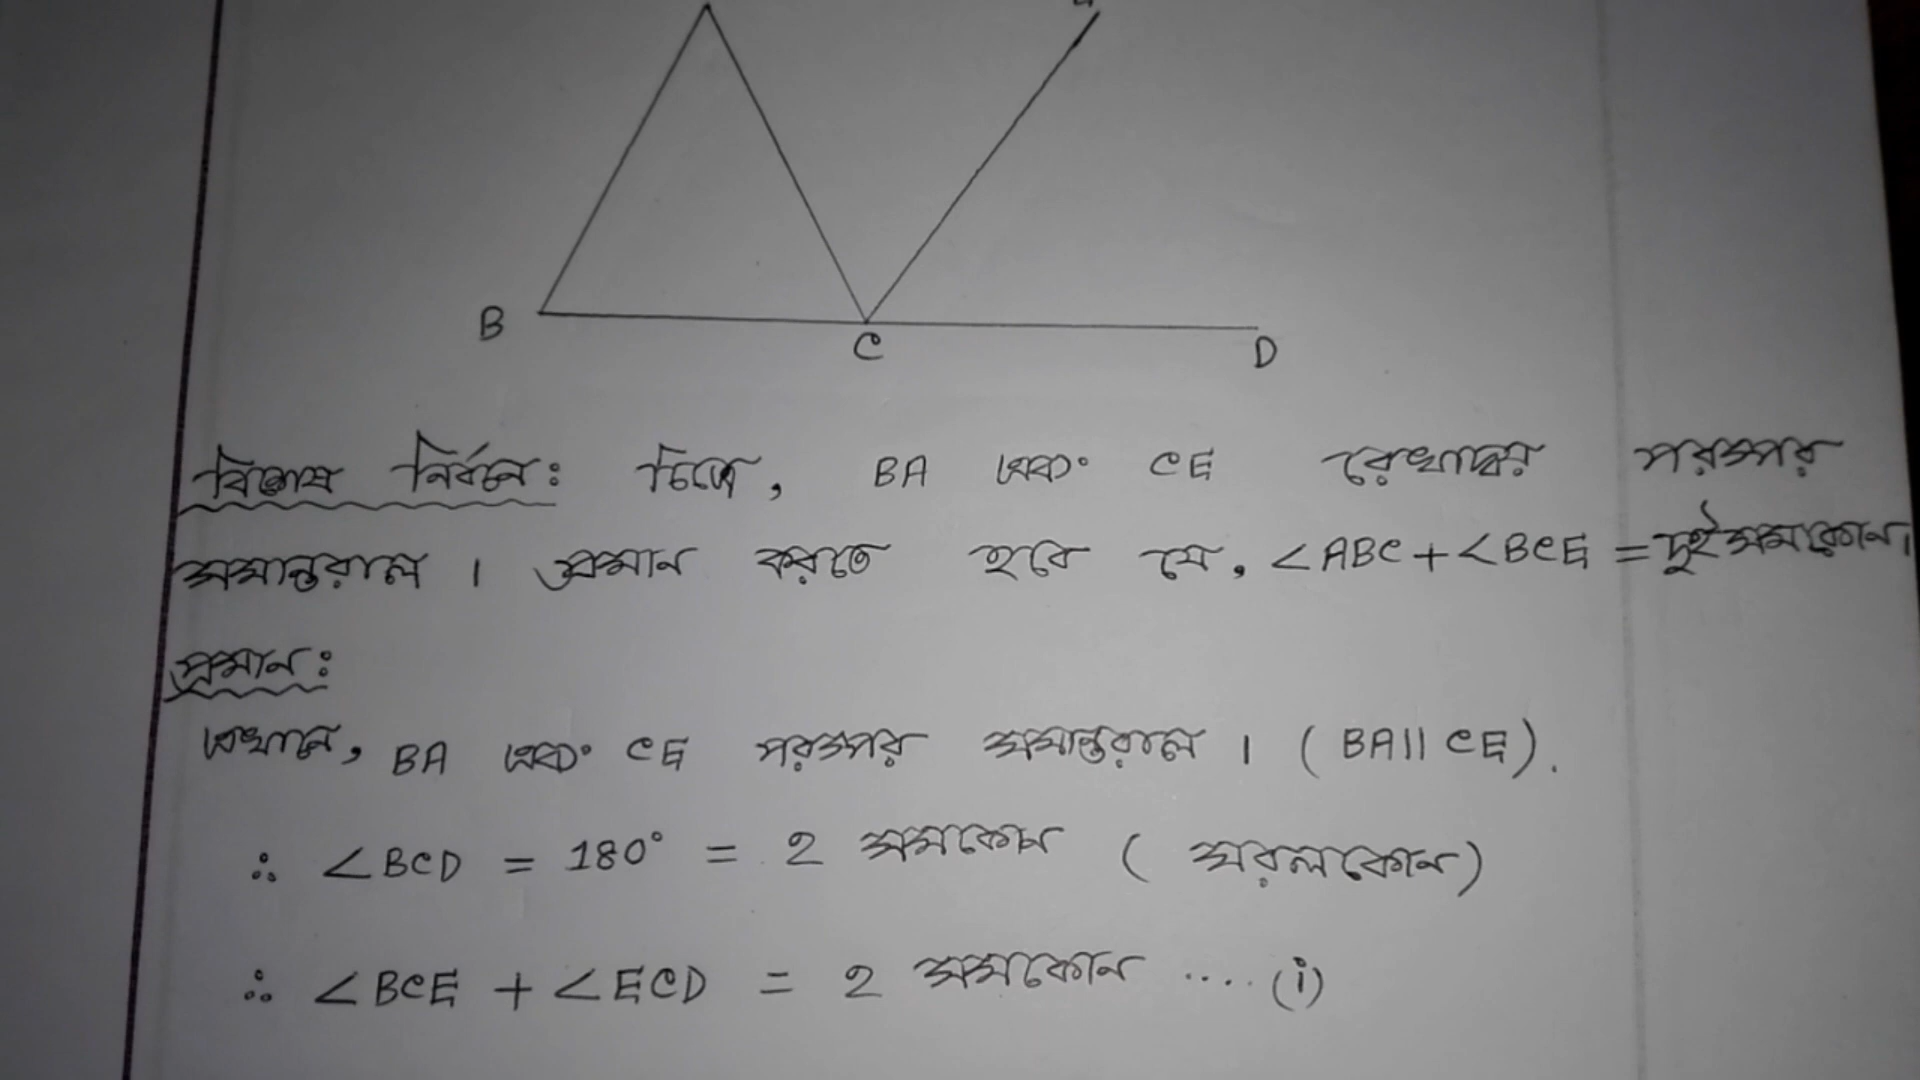 B
C
D
বিশেষ নির্বচন: চিত্রে, BA এবং CE রেখাদ্বয় পরস্পর
সমান্তরাল । প্রমান করতে হবে যে, ∠ABC + ∠BCE = দুই সমকোন।
প্রমান:
এখানে, BA এবং CE পরস্পর সমান্তরাল । (BA || CE).
∴ ∠BCD = 180° = 2 সমকোন ( সরলকোন)
∴ ∠BCE + ∠ECD = 2 সমকোন .... (i)